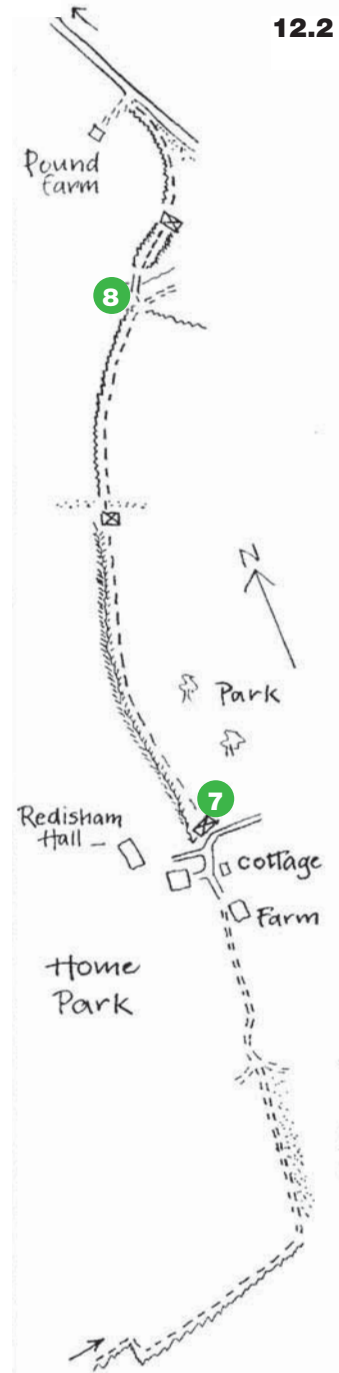 12.2
Pound
farm
8
N
Park
7
Redisham
Hall
cottage
Farm
Home
Park